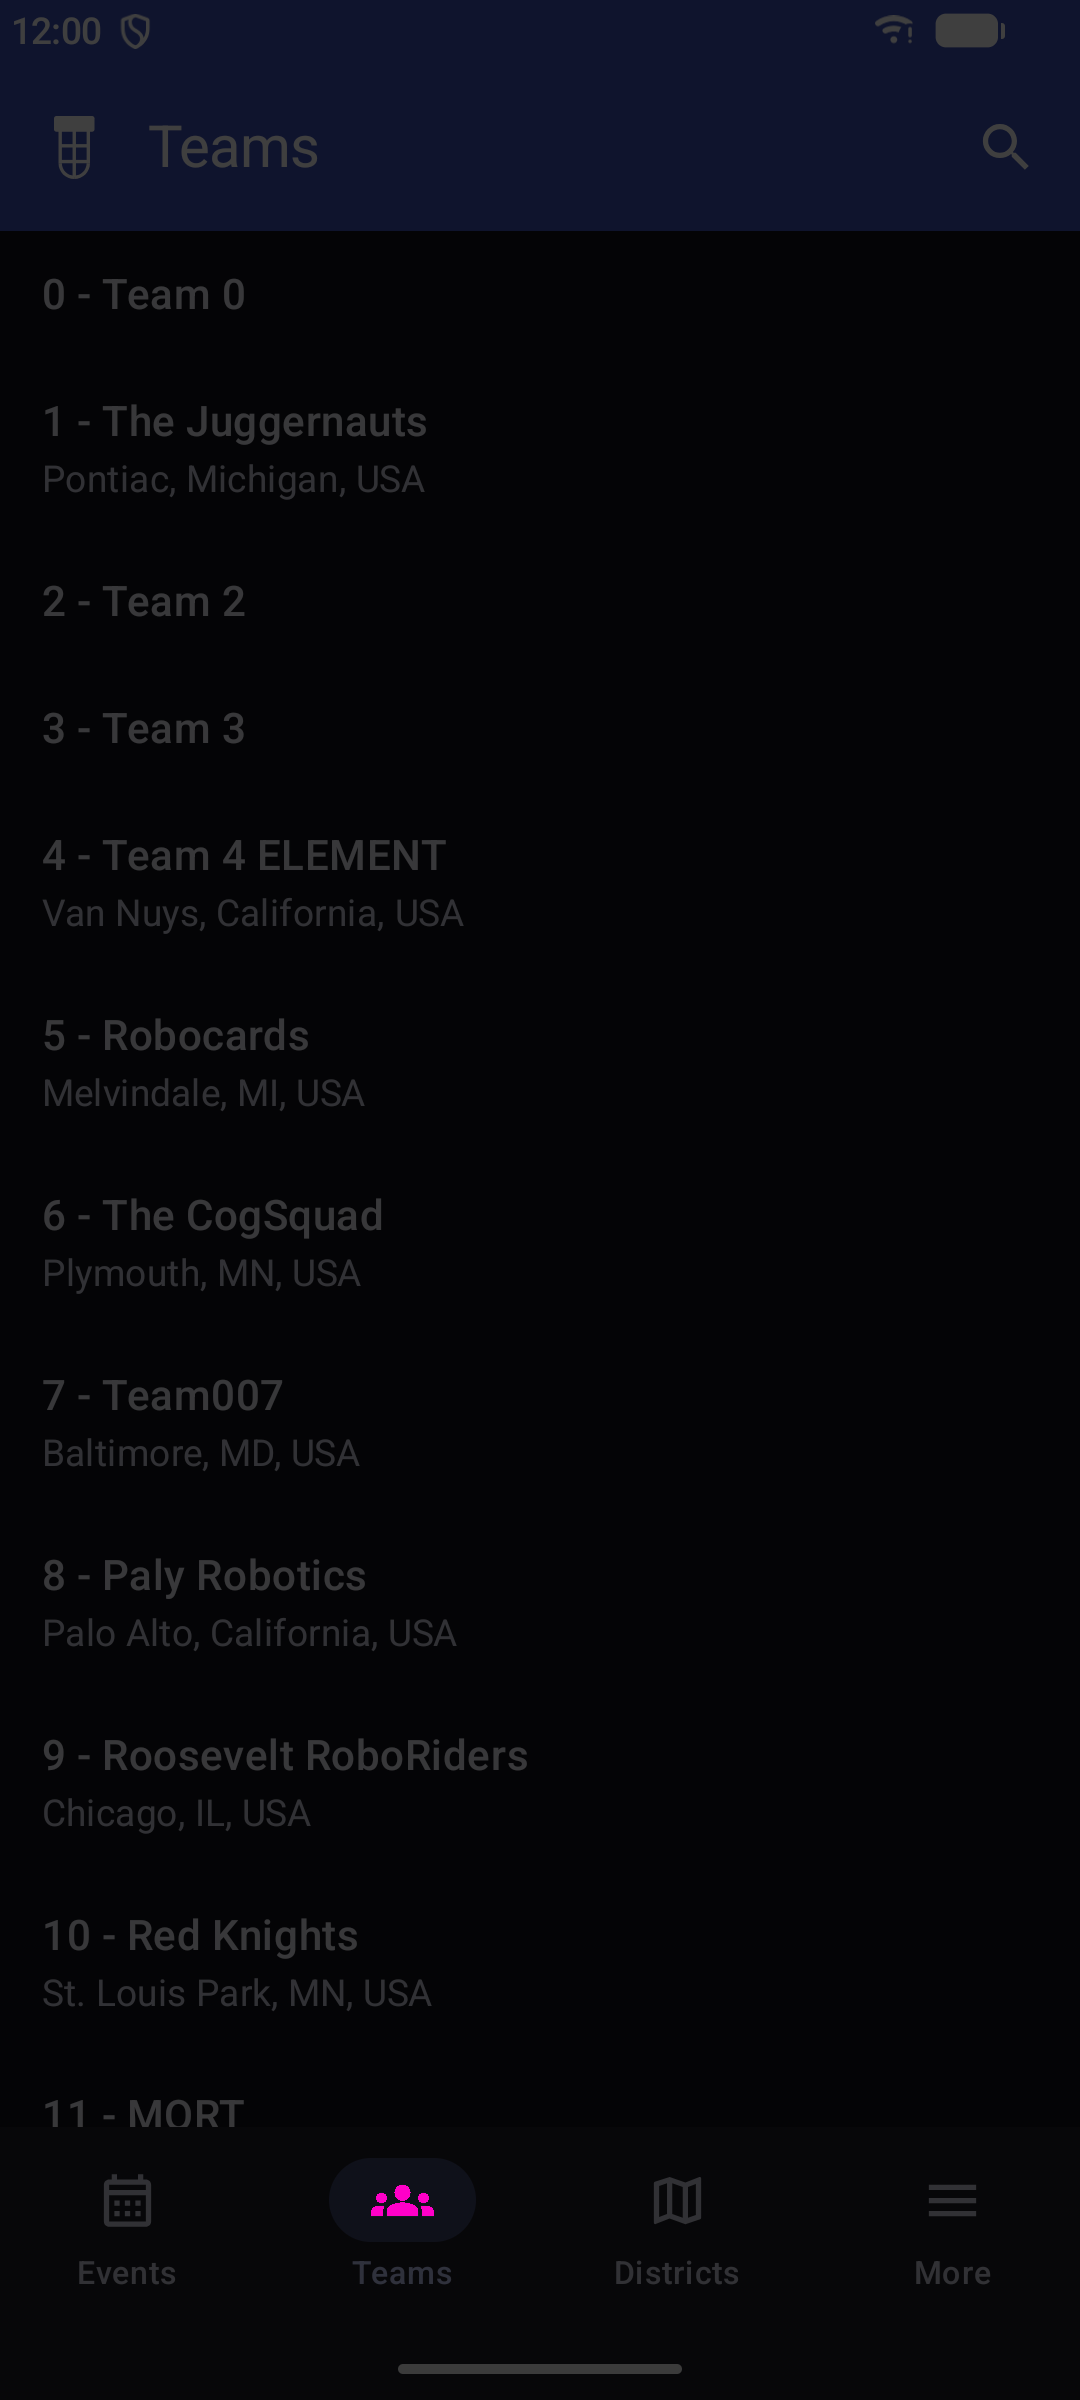 12:00
Teams
0 - Team 0
1 - The Juggernauts
Pontiac, Michigan, USA
2 - Team 2
3 - Team 3
4 - Team 4 ELEMENT
Van Nuys, California, USA
5 - Robocards
Melvindale, MI, USA
6 - The CogSquad
Plymouth, MN, USA
7 - Team007
Baltimore, MD, USA
8 - Paly Robotics
Palo Alto, California, USA
9 - Roosevelt RoboRiders
Chicago, IL, USA
10 - Red Knights
St. Louis Park, MN, USA
11 - MORT
Events Teams Districts More